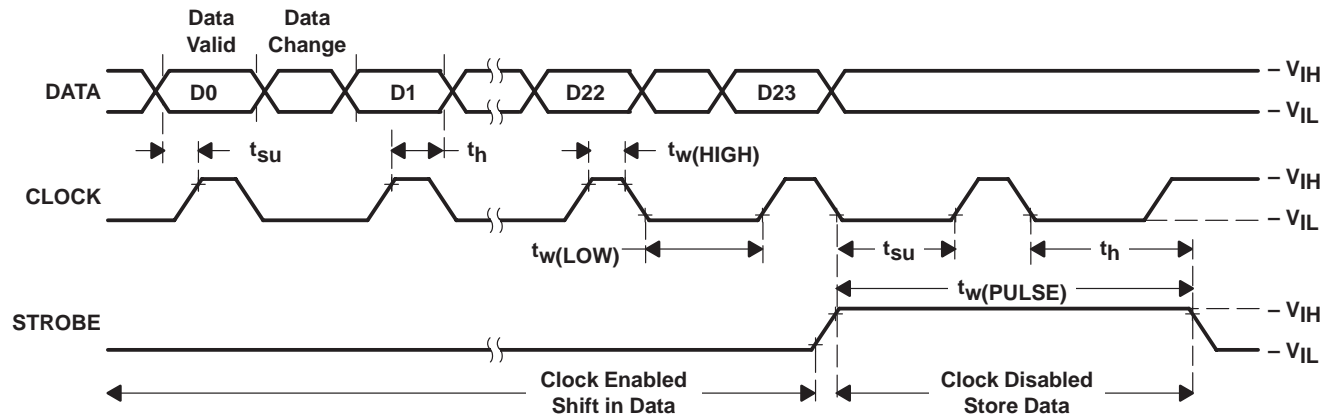 Data
Valid
Data
Change
DATA
D0
D1
D22
D23
– VIH
– VIL
tsu
th
tw(HIGH)
CLOCK
– VIH
– VIL
tw(LOW)
tsu
th
tw(PULSE)
STROBE
– VIH
– VIL
Clock Enabled
Shift in Data
Clock Disabled
Store Data